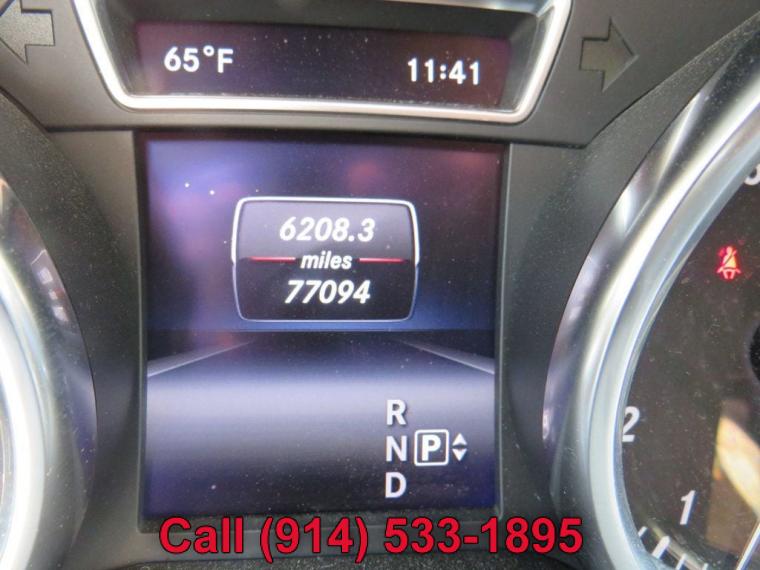 65°F 11:41
6208.3
miles
77094
R
N P
D
2
1
Call (914) 533-1895